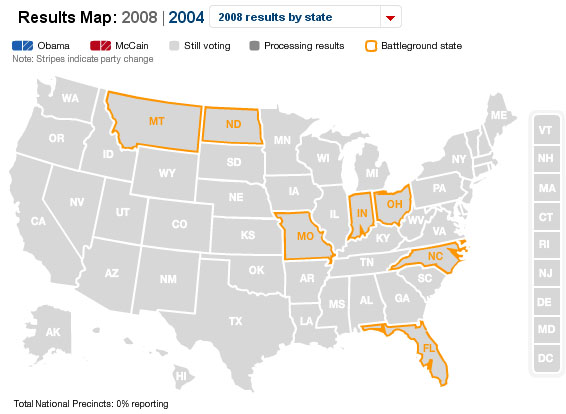 Results Map: 2008 | 2004 2008 results by state
Obama McCain Still voting Processing results Battleground state
Note: Stripes indicate party change
WA
MT
ND
MN
ME
OR
ID
SD
WI
MI
NY
WY
IA
PA
NE
NV
UT
CO
IL
IN
OH
WV
VA
CA
KS
MO
KY
AZ
NM
OK
AR
TN
NC
SC
MS
AL
GA
TX
LA
FL
AK
HI
VT
NH
MA
CT
RI
NJ
DE
MD
DC
Total National Precincts: 0% reporting